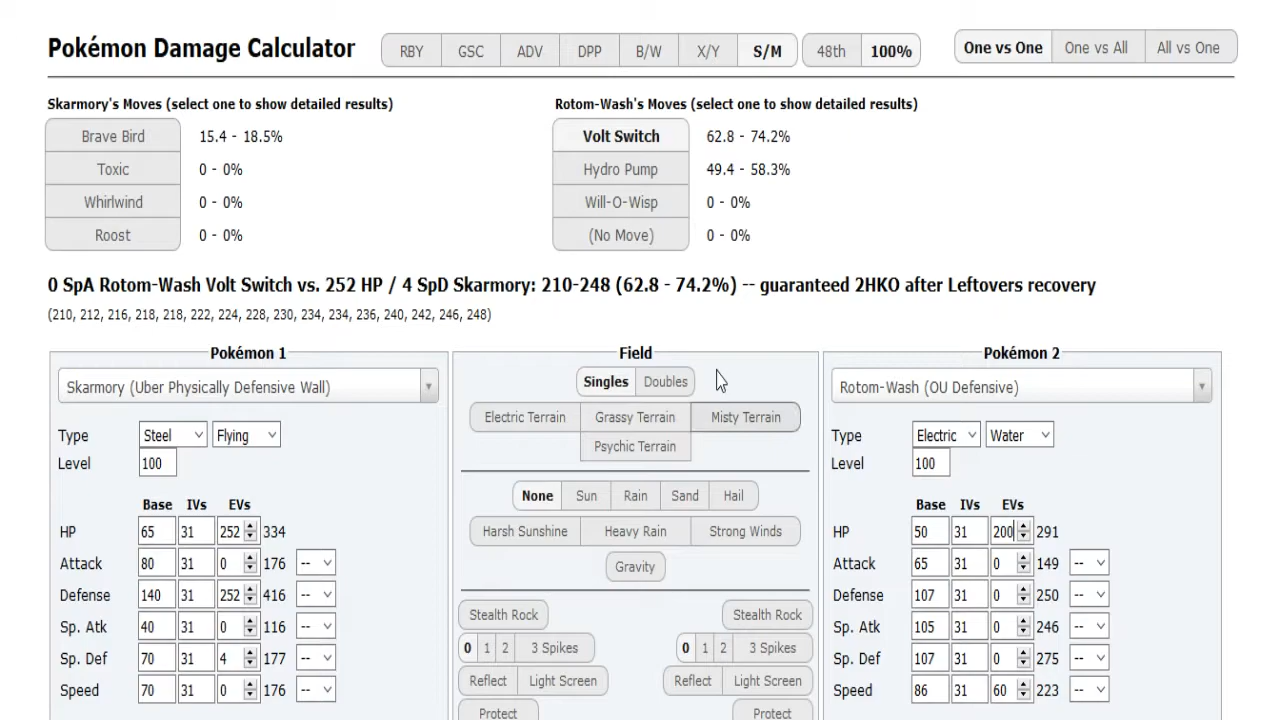 Pokémon Damage Calculator RBY GSC ADV DPP B/W X/Y S/M 48th 100% One vs One One vs All All vs One
Skarmory's Moves (select one to show detailed results)
Brave Bird 15.4 - 18.5%
Toxic 0 - 0%
Whirlwind 0 - 0%
Roost 0 - 0%
Rotom-Wash's Moves (select one to show detailed results)
Volt Switch 62.8 - 74.2%
Hydro Pump 49.4 - 58.3%
Will-O-Wisp 0 - 0%
(No Move) 0 - 0%
0 SpA Rotom-Wash Volt Switch vs. 252 HP / 4 SpD Skarmory: 210-248 (62.8 - 74.2%) -- guaranteed 2HKO after Leftovers recovery
(210, 212, 216, 218, 218, 222, 224, 228, 230, 234, 234, 236, 240, 242, 246, 248)
Pokémon 1
Skarmory (Uber Physically Defensive Wall)
Type Steel Flying
Level 100
Base IVs EVs
HP 65 31 252 334
Attack 80 31 0 176 --
Defense 140 31 252 416 --
Sp. Atk 40 31 0 116 --
Sp. Def 70 31 4 177 --
Speed 70 31 0 176 --
Field
Singles Doubles
Electric Terrain Grassy Terrain Misty Terrain
Psychic Terrain
None Sun Rain Sand Hail
Harsh Sunshine Heavy Rain Strong Winds
Gravity
Stealth Rock Stealth Rock
0 1 2 3 Spikes 0 1 2 3 Spikes
Reflect Light Screen Reflect Light Screen
Protect Protect
Pokémon 2
Rotom-Wash (OU Defensive)
Type Electric Water
Level 100
Base IVs EVs
HP 50 31 200 291
Attack 65 31 0 149 --
Defense 107 31 0 250 --
Sp. Atk 105 31 0 246 --
Sp. Def 107 31 0 275 --
Speed 86 31 60 223 --